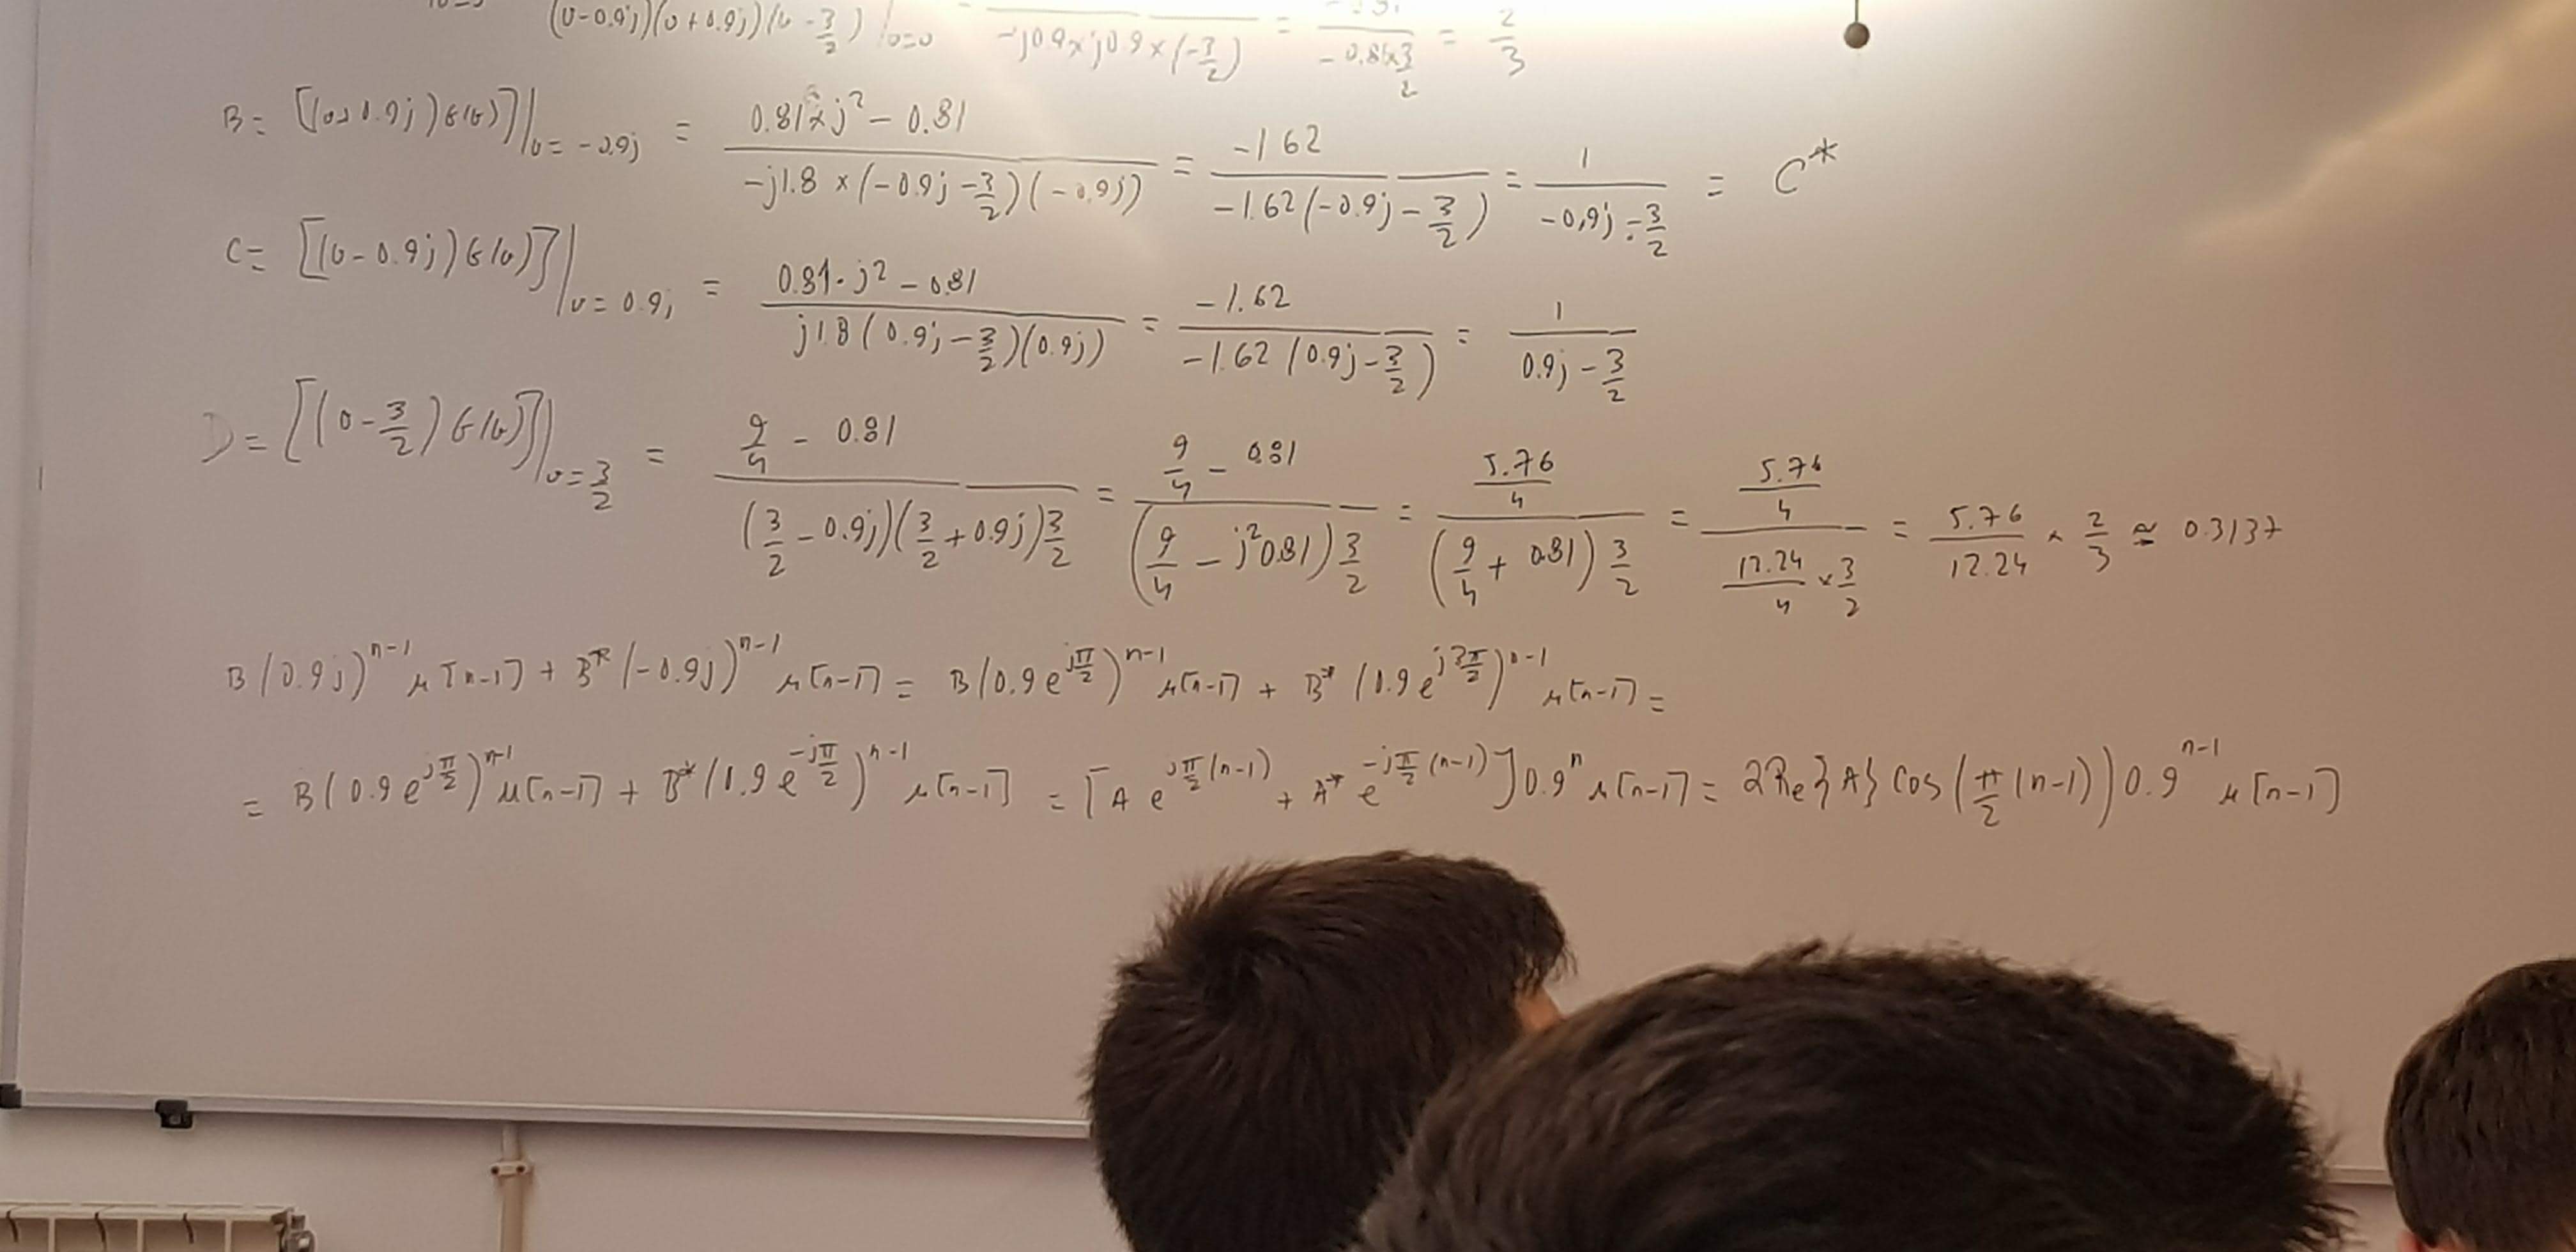 (υ-0.9j)(υ+0.9j)(υ-3/2) |υ=0 = / -j0.9×j0.9×(-3/2) = / -0.81×3/2 = 2/3
B = [(υ+0.9j)G(υ)]|υ=-0.9j = (0.81×j² - 0.81)/(-j1.8 × (-0.9j - 3/2)(-0.9j)) = -1.62/(-1.62(-0.9j - 3/2)) = 1/(-0,9j - 3/2) = C*
C = [(υ-0.9j)G(υ)]|υ=0.9j = (0.81·j² - 0.81)/(j1.8(0.9j - 3/2)(0.9j)) = -1.62/(-1.62(0.9j - 3/2)) = 1/(0.9j - 3/2)
D = [(υ-3/2)G(υ)]|υ=3/2 = (9/4 - 0.81)/((3/2 - 0.9j)(3/2 + 0.9j)3/2) = (9/4 - 0.81)/((9/4 - j²0.81)3/2) = (5.76/4)/((9/4 + 0.81)3/2) = (5.76/4)/(12.24/4 × 3/2) = 5.76/12.24 × 2/3 ≃ 0.3137
B(0.9j)^(n-1) μ[n-1] + B*(-0.9j)^(n-1) μ[n-1] = B(0.9e^(jπ/2))^(n-1) μ[n-1] + B*(0.9e^(j3π/2))^(n-1) μ[n-1] =
= B(0.9e^(jπ/2))^(n-1) μ[n-1] + B*(0.9e^(-jπ/2))^(n-1) μ[n-1] = [A e^(jπ/2(n-1)) + A* e^(-jπ/2(n-1))]0.9^n μ[n-1] = 2Re{A} cos(π/2(n-1))0.9^(n-1) μ[n-1]